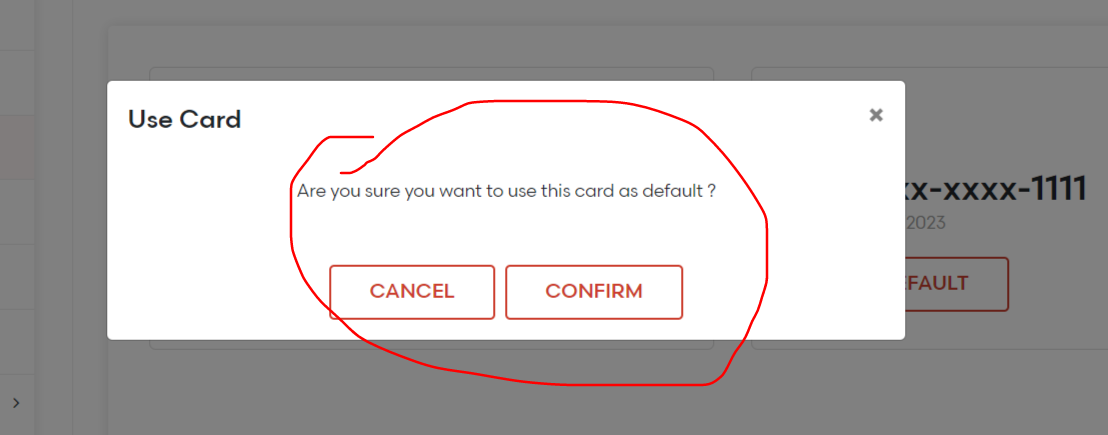 Use Card
×
Are you sure you want to use this card as default ?
CANCEL
CONFIRM
xx-xxxx-1111
2023
EFAULT